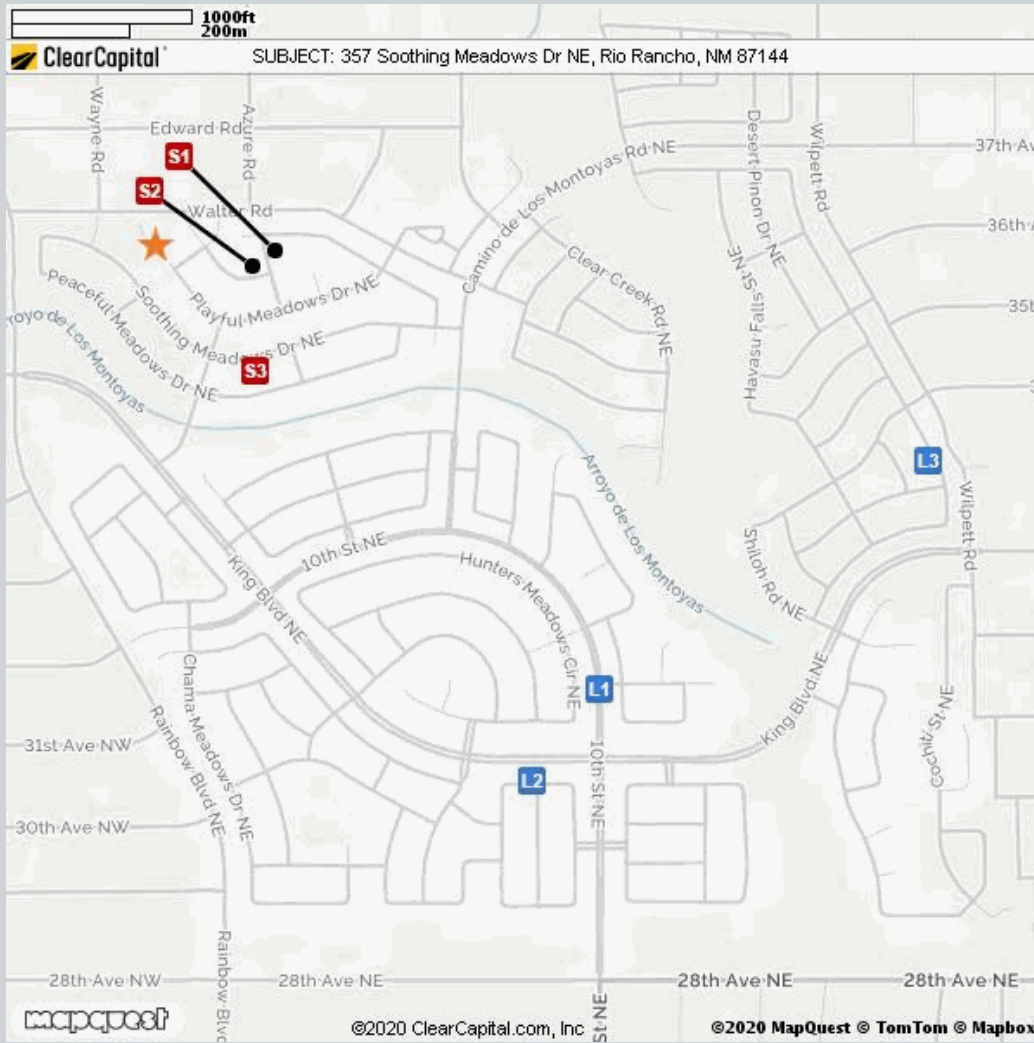 1000ft
200m
ClearCapital
SUBJECT: 357 Soothing Meadows Dr NE, Rio Rancho, NM 87144
Wayne Rd
Azure Rd
Edward Rd
S1
S2
Walter Rd
Camino de Los Montoyas Rd NE
Desert Pinon Dr NE
Wilpett Rd
37th Av
36th A
35t
Playful Meadows Dr NE
Soothing Meadows Dr NE
Peaceful Meadows Dr NE
royo de Los Montoyas
Clear Creek Rd NE
Havasu Falls St NE
S3
L3
Wilpett Rd
Arroyo de Los Montoyas
10th St NE
King Blvd NE
Hunters Meadows Cir NE
Shiloh Rd NE
L1
King Blvd NE
Chama Meadows Dr NE
Rainbow Blvd NE
31st Ave NW
L2
10th St NE
Cochiti St NE
30th Ave NW
Rainbow Blvd
28th Ave NW
28th Ave NE
28th Ave NE
28th Ave NE
St NE
mapquest
©2020 ClearCapital.com, Inc
©2020 MapQuest © TomTom © Mapbox